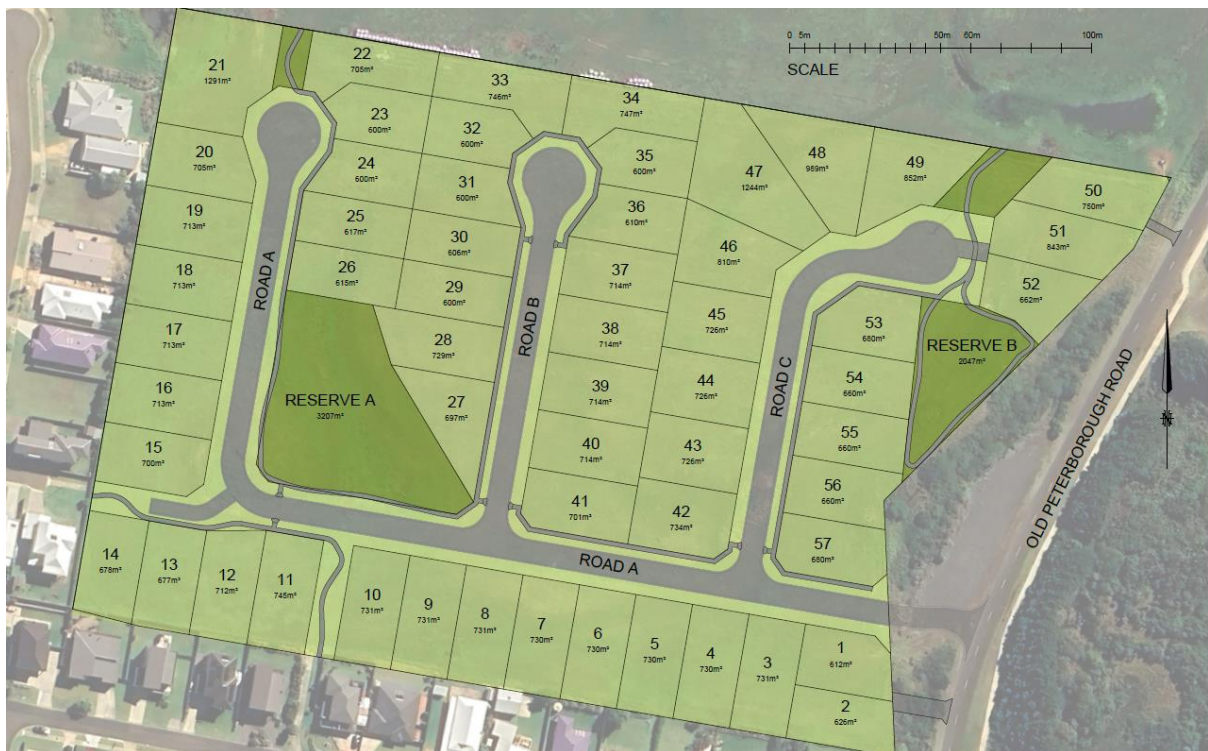 0 5m 50m 60m 100m
SCALE
21
1291m²
22
705m²
33
746m²
34
747m²
23
600m²
32
600m²
35
600m²
47
1244m²
48
989m²
49
852m²
50
750m²
20
705m²
24
600m²
31
600m²
36
610m²
51
843m²
19
713m²
25
617m²
30
606m²
46
810m²
18
713m²
26
615m²
29
600m²
37
714m²
52
662m²
ROAD A
ROAD B
ROAD C
17
713m²
28
729m²
38
714m²
45
726m²
53
680m²
RESERVE B
2047m²
16
713m²
RESERVE A
3207m²
27
697m²
39
714m²
44
726m²
54
660m²
OLD PETERBOROUGH ROAD
N
15
700m²
40
714m²
43
726m²
55
660m²
41
701m²
42
734m²
56
660m²
57
680m²
14
678m²
13
677m²
12
712m²
11
745m²
ROAD A
10
731m²
9
731m²
8
731m²
7
730m²
6
730m²
5
730m²
4
730m²
3
731m²
1
612m²
2
626m²